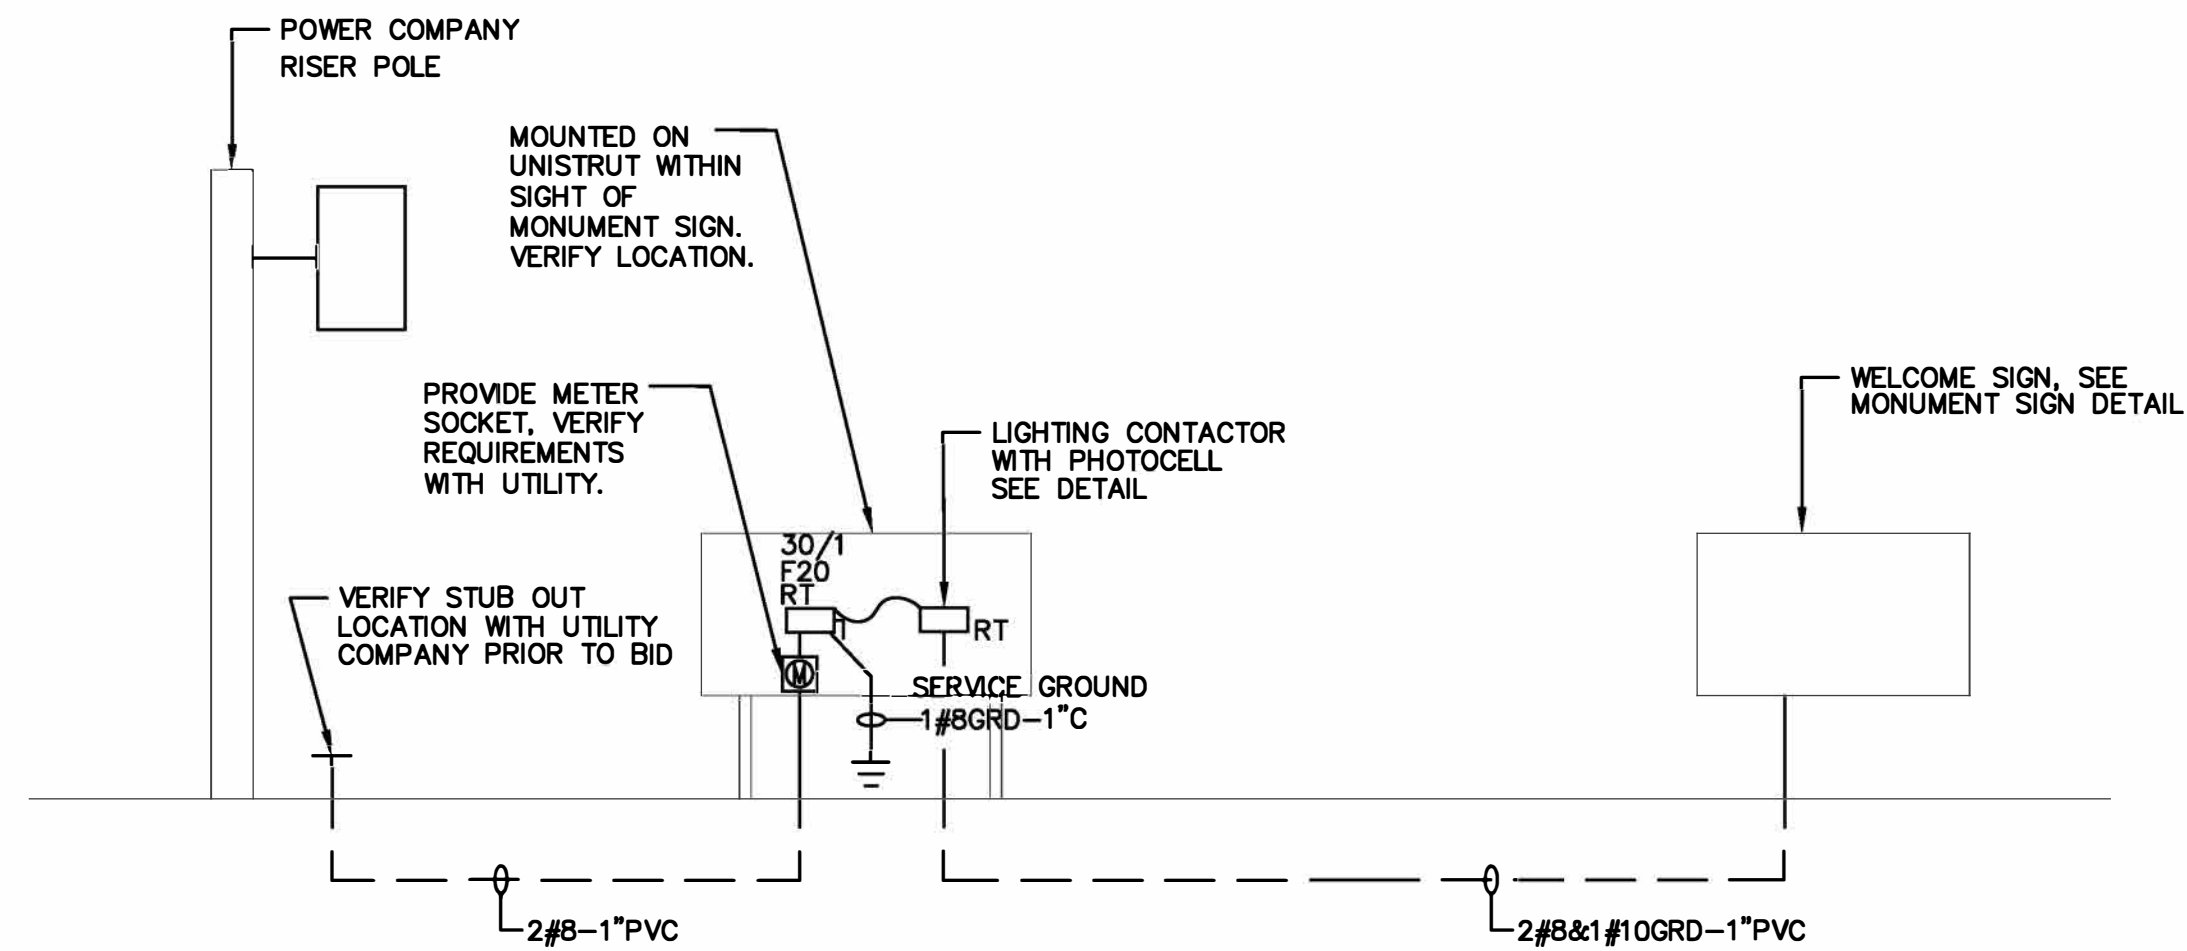 POWER COMPANY
RISER POLE
MOUNTED ON
UNISTRUT WITHIN
SIGHT OF
MONUMENT SIGN.
VERIFY LOCATION.
PROVIDE METER
SOCKET, VERIFY
REQUIREMENTS
WITH UTILITY.
LIGHTING CONTACTOR
WITH PHOTOCELL
SEE DETAIL
WELCOME SIGN, SEE
MONUMENT SIGN DETAIL
VERIFY STUB OUT
LOCATION WITH UTILITY
COMPANY PRIOR TO BID
30/1
F20
RT
RT
M
SERVICE GROUND
1#8GRD-1"C
2#8-1"PVC
2#8&1#10GRD-1"PVC